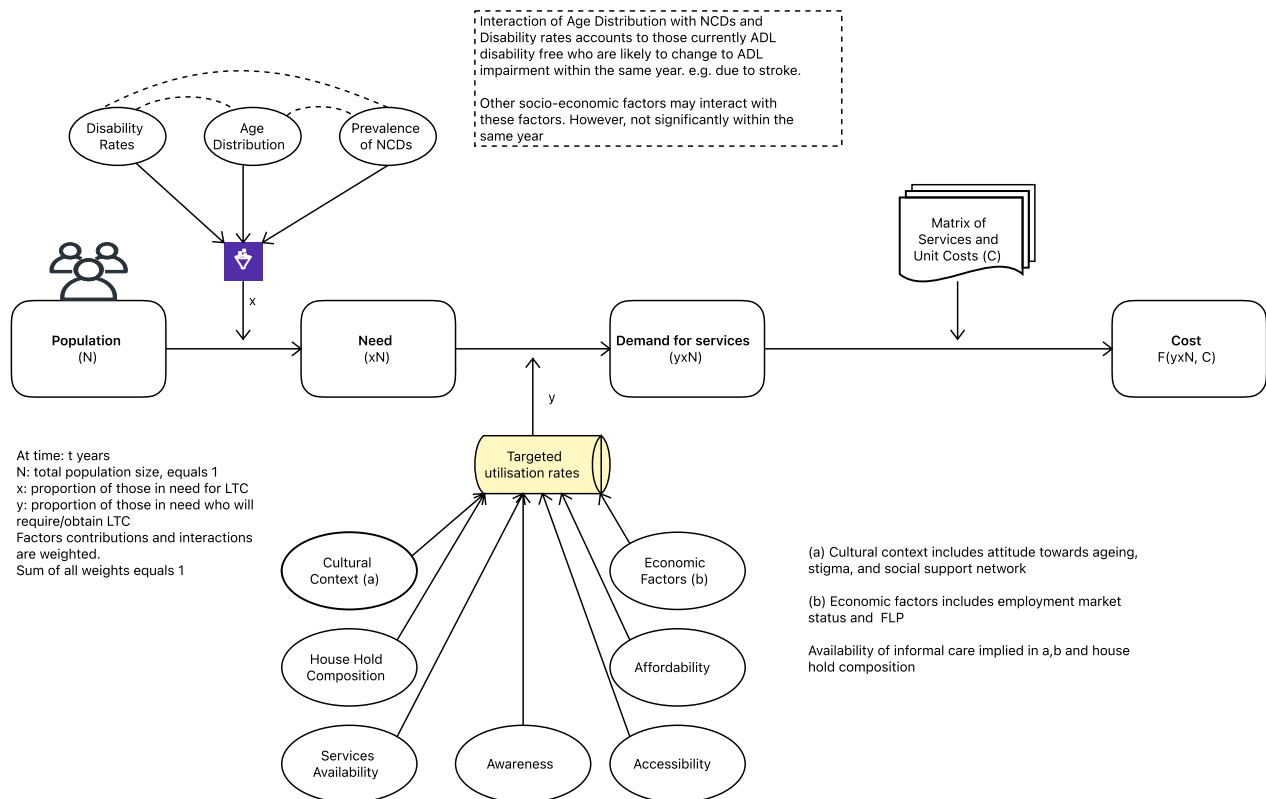 Interaction of Age Distribution with NCDs and
Disability rates accounts to those currently ADL
disability free who are likely to change to ADL
impairment within the same year. e.g. due to stroke.
Other socio-economic factors may interact with
these factors. However, not significantly within the
same year
Disability
Rates
Age
Distribution
Prevalence
of NCDs
Matrix of
Services and
Unit Costs (C)
x
Population
(N)
Need
(xN)
Demand for services
(yxN)
Cost
F(yxN, C)
y
At time: t years
N: total population size, equals 1
x: proportion of those in need for LTC
y: proportion of those in need who will
require/obtain LTC
Factors contributions and interactions
are weighted.
Sum of all weights equals 1
Targeted
utilisation rates
Cultural
Context (a)
Economic
Factors (b)
House Hold
Composition
Affordability
Services
Availability
Awareness
Accessibility
(a) Cultural context includes attitude towards ageing,
stigma, and social support network
(b) Economic factors includes employment market
status and FLP
Availability of informal care implied in a,b and house
hold composition